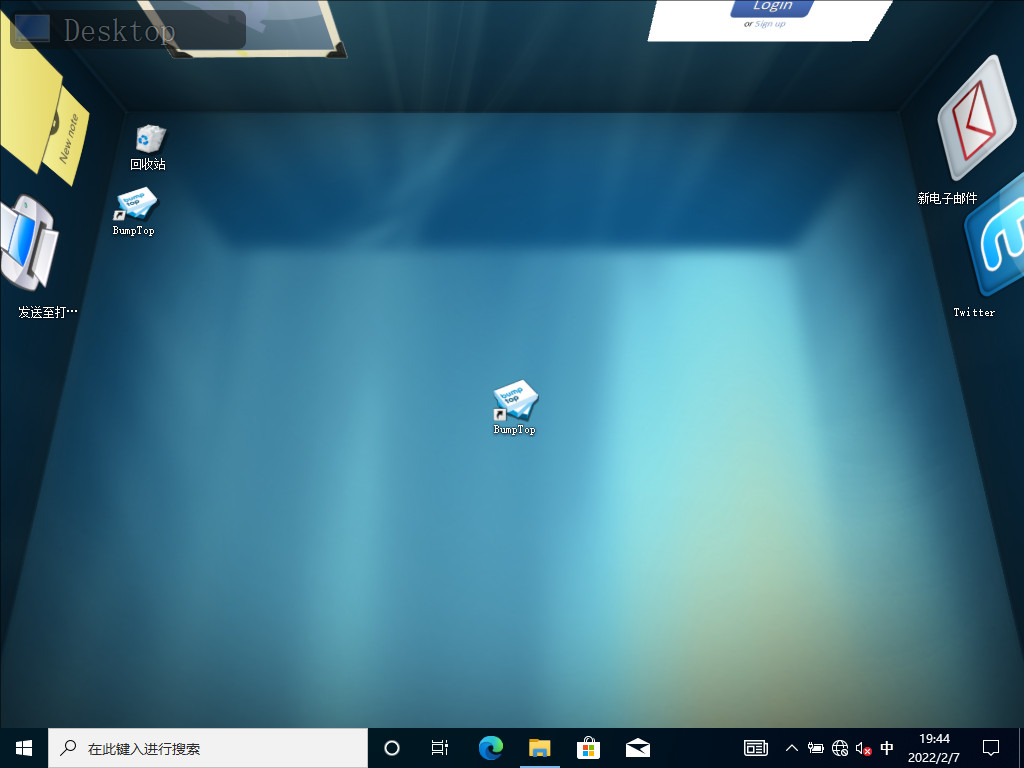 Desktop
Login
or Sign up
New note
回收站
bump
top
BumpTop
发送至打…
新电子邮件
Twitter
bump
top
BumpTop
在此键入进行搜索
中
19:44
2022/2/7